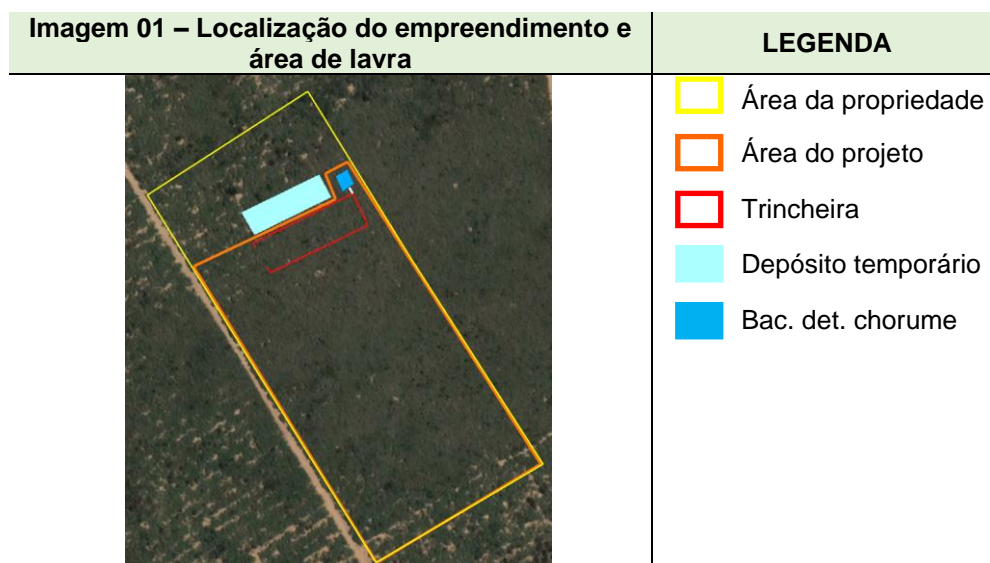 Imagem 01 – Localização do empreendimento e
área de lavra
LEGENDA
Área da propriedade
Área do projeto
Trincheira
Depósito temporário
Bac. det. chorume